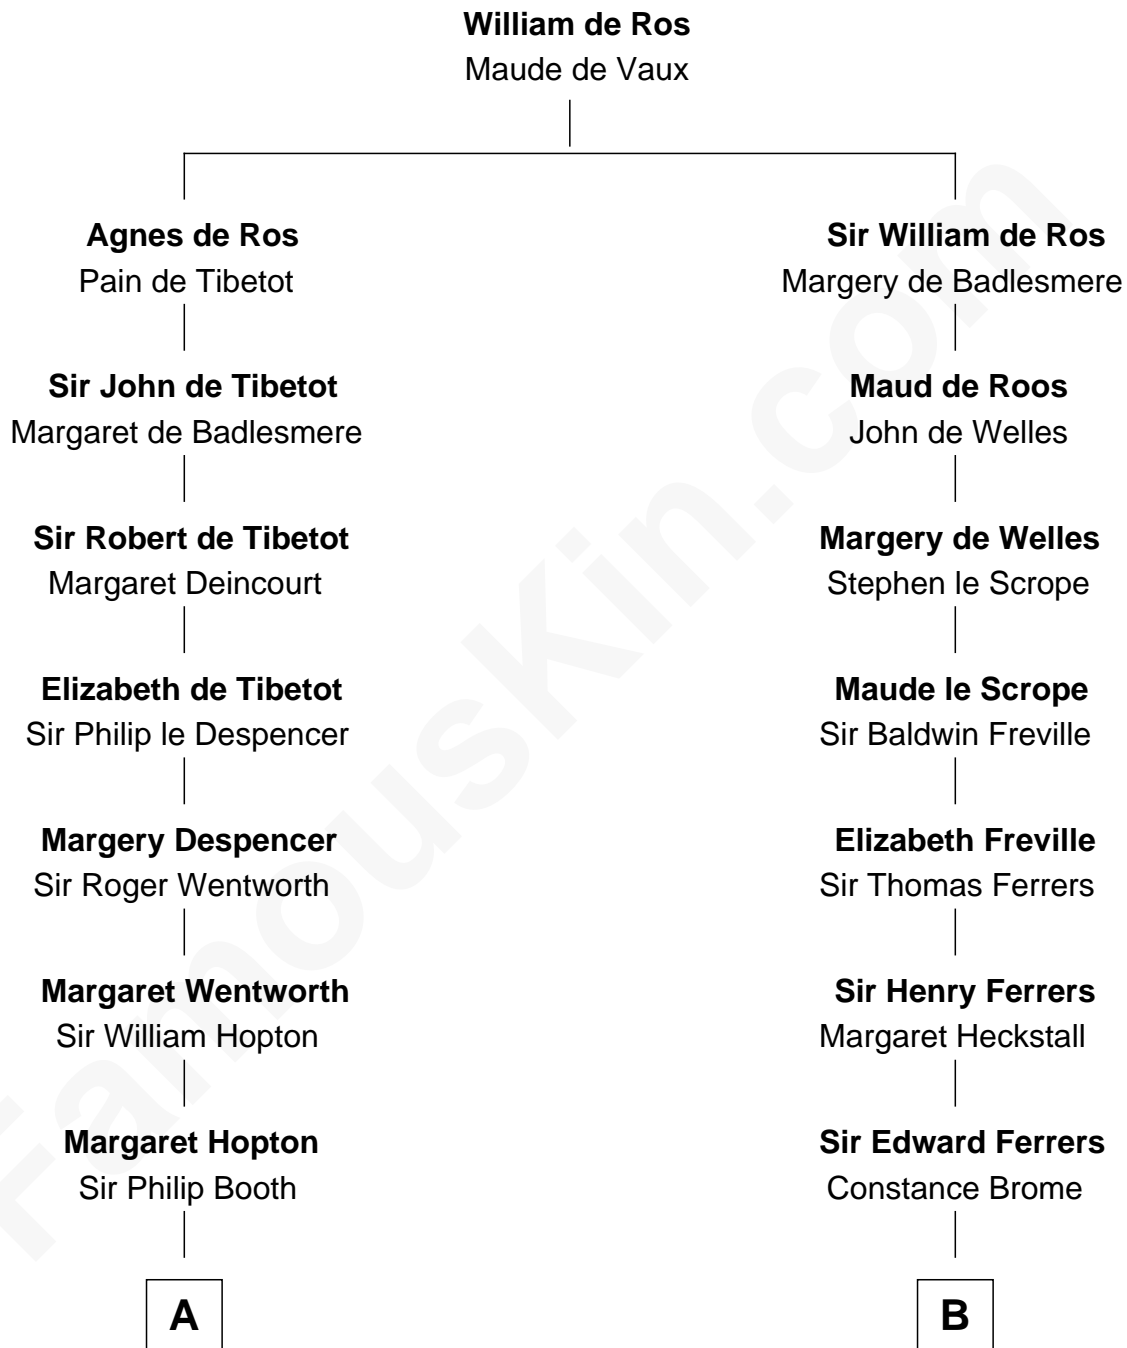 William de Ros
Maude de Vaux
Agnes de Ros
Pain de Tibetot
Sir William de Ros
Margery de Badlesmere
Sir John de Tibetot
Margaret de Badlesmere
Maud de Roos
John de Welles
Sir Robert de Tibetot
Margaret Deincourt
Margery de Welles
Stephen le Scrope
Elizabeth de Tibetot
Sir Philip le Despencer
Maude le Scrope
Sir Baldwin Freville
Margery Despencer
Sir Roger Wentworth
Elizabeth Freville
Sir Thomas Ferrers
Margaret Wentworth
Sir William Hopton
Sir Henry Ferrers
Margaret Heckstall
Margaret Hopton
Sir Philip Booth
Sir Edward Ferrers
Constance Brome
A
B
FamousKin.com